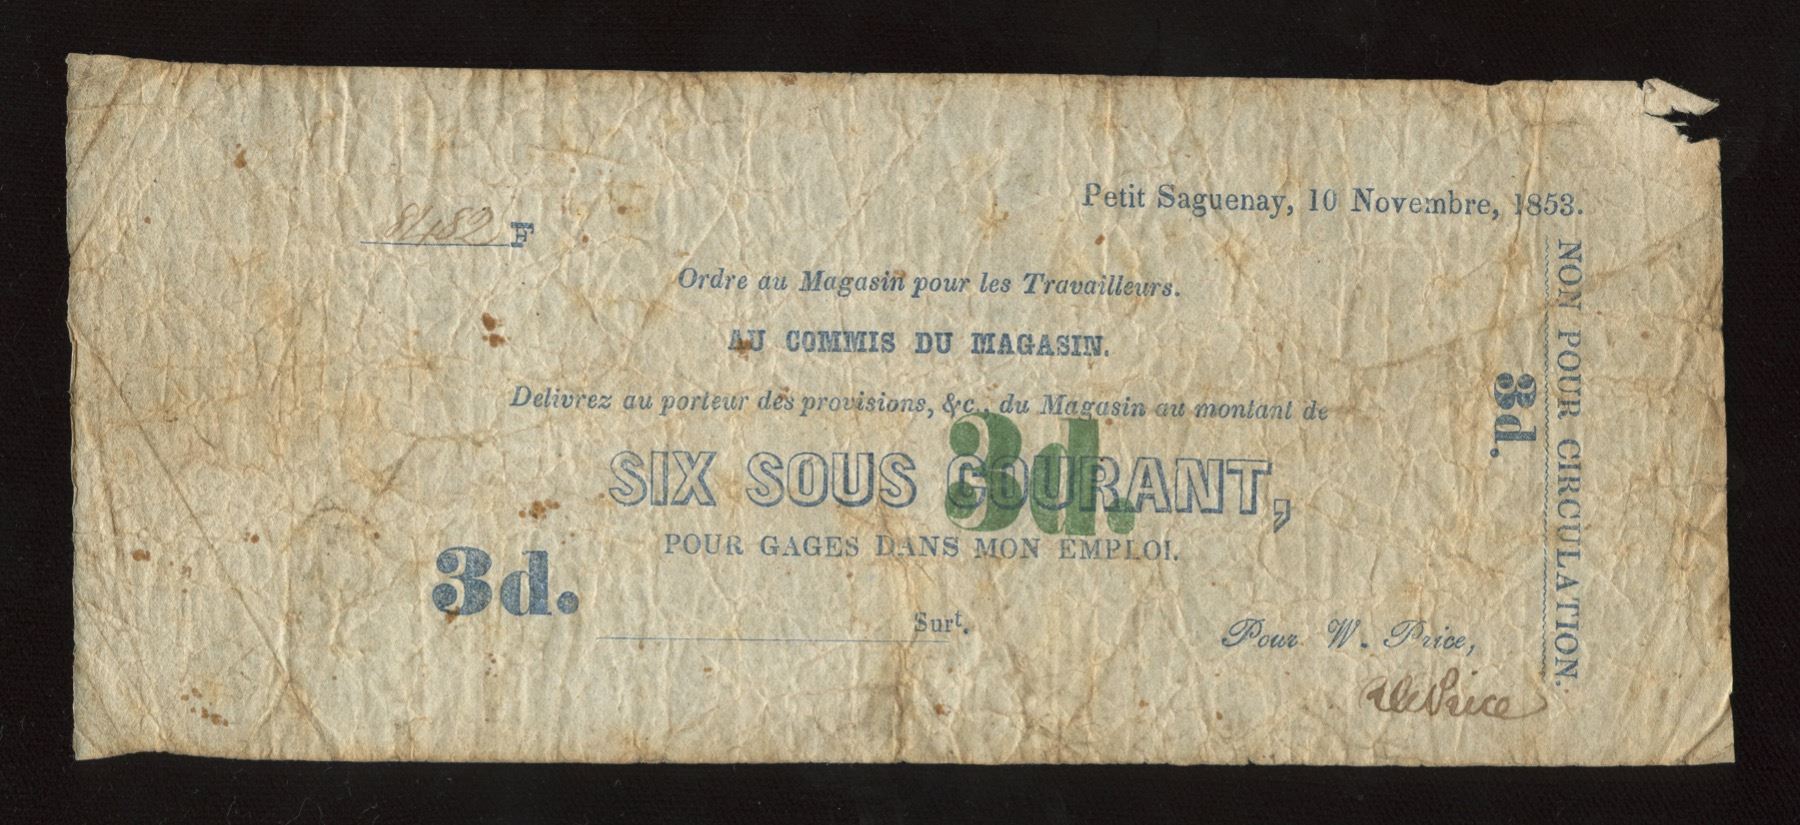 Petit Saguenay, 10 Novembre, 1853.
8482 F
Ordre au Magasin pour les Travailleurs.
AU COMMIS DU MAGASIN.
Delivrez au porteur des provisions, &c., du Magasin au montant de
SIX SOUS COURANT,
3d.
POUR GAGES DANS MON EMPLOI.
3d.
Surt.
Pour W. Price,
Price
3d.
NON POUR CIRCULATION.